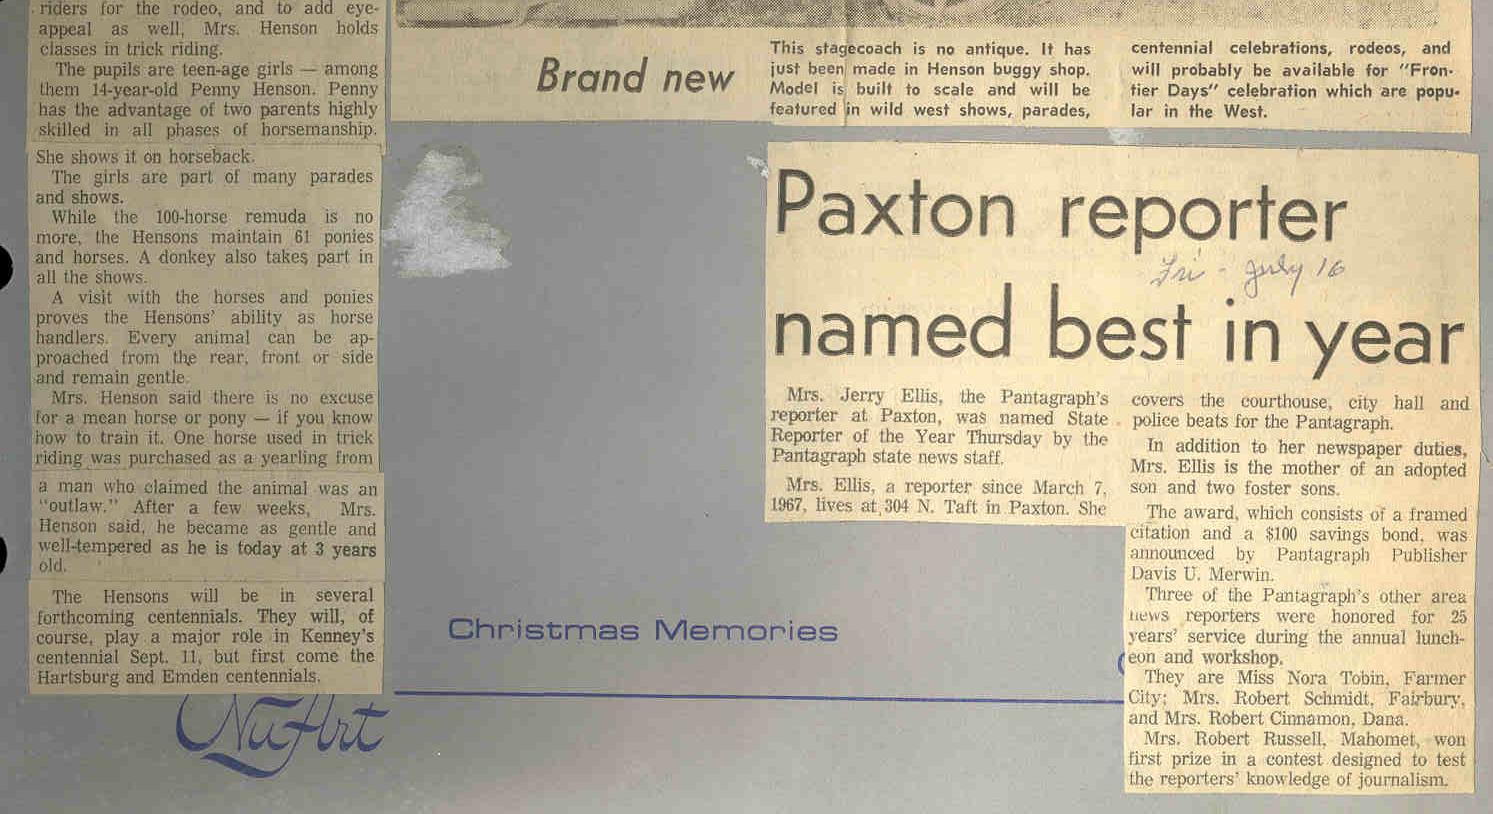 riders for the rodeo, and to add eye-
appeal as well, Mrs. Henson holds
classes in trick riding.
The pupils are teen-age girls — among
them 14-year-old Penny Henson. Penny
has the advantage of two parents highly
skilled in all phases of horsemanship.
She shows it on horseback.
The girls are part of many parades
and shows.
While the 100-horse remuda is no
more, the Hensons maintain 61 ponies
and horses. A donkey also takes part in
all the shows.
A visit with the horses and ponies
proves the Hensons' ability as horse
handlers. Every animal can be ap-
proached from the rear, front or side
and remain gentle.
Mrs. Henson said there is no excuse
for a mean horse or pony — if you know
how to train it. One horse used in trick
riding was purchased as a yearling from
a man who claimed the animal was an
"outlaw." After a few weeks, Mrs.
Henson said, he became as gentle and
well-tempered as he is today at 3 years
old.
The Hensons will be in several
forthcoming centennials. They will, of
course, play a major role in Kenney's
centennial Sept. 11, but first come the
Hartsburg and Emden centennials.
Brand new
This stagecoach is no antique. It has
just been made in Henson buggy shop.
Model is built to scale and will be
featured in wild west shows, parades,
centennial celebrations, rodeos, and
will probably be available for "Fron-
tier Days" celebration which are popu-
lar in the West.
Paxton reporter
Fri - July 16
named best in year
Mrs. Jerry Ellis, the Pantagraph's
reporter at Paxton, was named State
Reporter of the Year Thursday by the
Pantagraph state news staff.
Mrs. Ellis, a reporter since March 7,
1967, lives at 304 N. Taft in Paxton. She
covers the courthouse, city hall and
police beats for the Pantagraph.
In addition to her newspaper duties,
Mrs. Ellis is the mother of an adopted
son and two foster sons.
The award, which consists of a framed
citation and a $100 savings bond, was
announced by Pantagraph Publisher
Davis U. Merwin.
Three of the Pantagraph's other area
news reporters were honored for 25
years' service during the annual lunch-
eon and workshop.
They are Miss Nora Tobin, Farmer
City; Mrs. Robert Schmidt, Fairbury,
and Mrs. Robert Cinnamon, Dana.
Mrs. Robert Russell, Mahomet, won
first prize in a contest designed to test
the reporters' knowledge of journalism.
Christmas Memories
NuArt